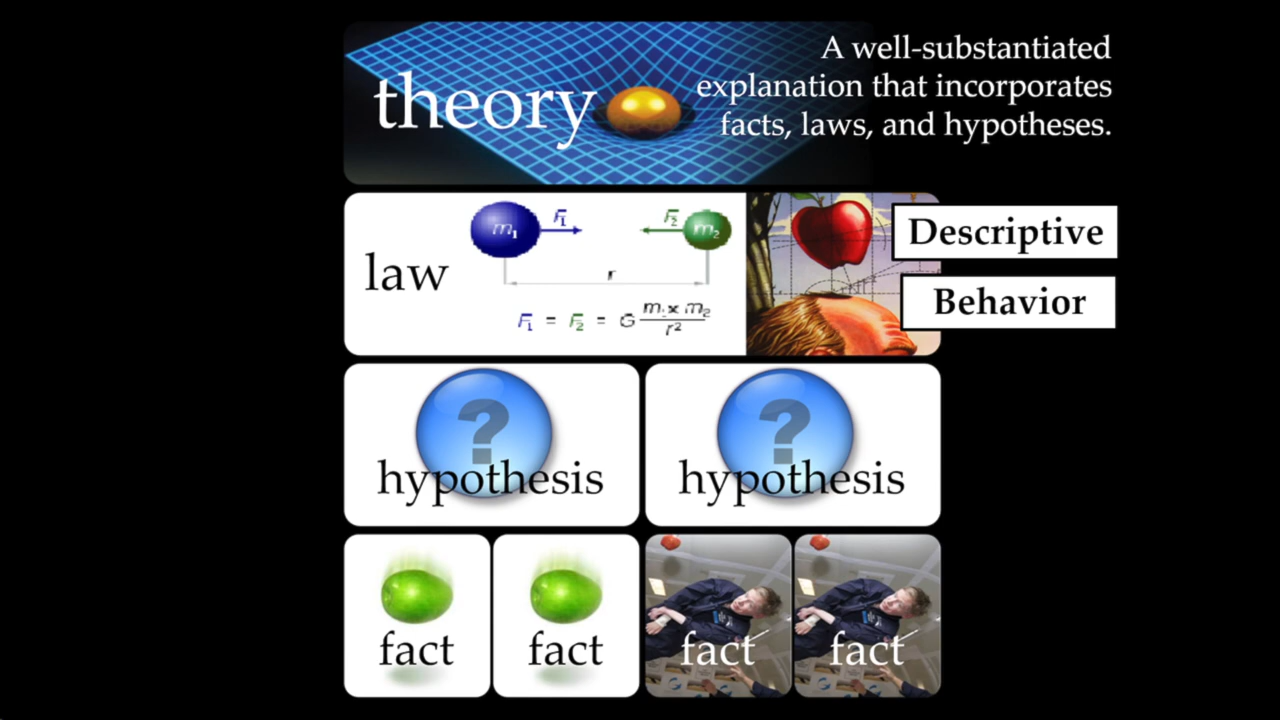 theory
A well-substantiated
explanation that incorporates
facts, laws, and hypotheses.
law
m₁
F₁
F₂
m₂
r
F₁ = F₂ = G m₁ x m₂ / r²
Descriptive
Behavior
?
hypothesis
?
hypothesis
fact
fact
fact
fact